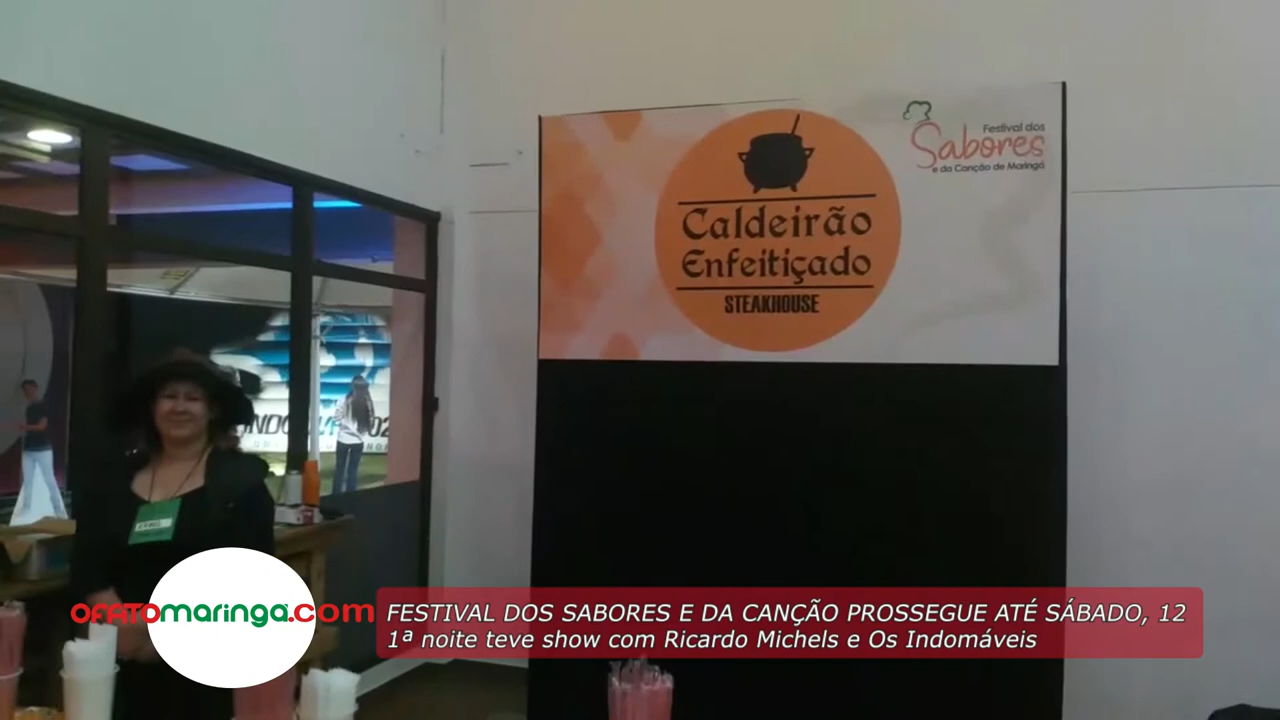 Festival dos
Sabores
e da Canção de Maringá
Caldeirão
Enfeitiçado
STEAKHOUSE
OFATOmaringá.com
FESTIVAL DOS SABORES E DA CANÇÃO PROSSEGUE ATÉ SÁBADO, 12
1ª noite teve show com Ricardo Michels e Os Indomáveis